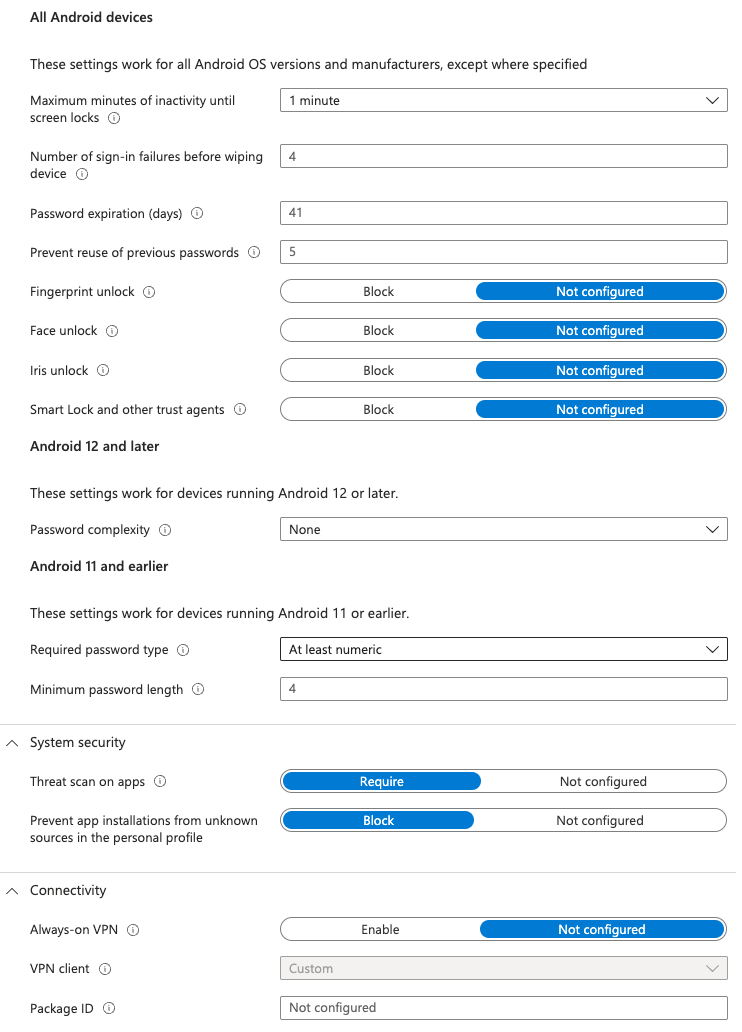 All Android devices
These settings work for all Android OS versions and manufacturers, except where specified
Maximum minutes of inactivity until
screen locks
1 minute
Number of sign-in failures before wiping
device
4
Password expiration (days)
41
Prevent reuse of previous passwords
5
Fingerprint unlock
Block
Not configured
Face unlock
Block
Not configured
Iris unlock
Block
Not configured
Smart Lock and other trust agents
Block
Not configured
Android 12 and later
These settings work for devices running Android 12 or later.
Password complexity
None
Android 11 and earlier
These settings work for devices running Android 11 or earlier.
Required password type
At least numeric
Minimum password length
4
System security
Threat scan on apps
Require
Not configured
Prevent app installations from unknown
sources in the personal profile
Block
Not configured
Connectivity
Always-on VPN
Enable
Not configured
VPN client
Custom
Package ID
Not configured